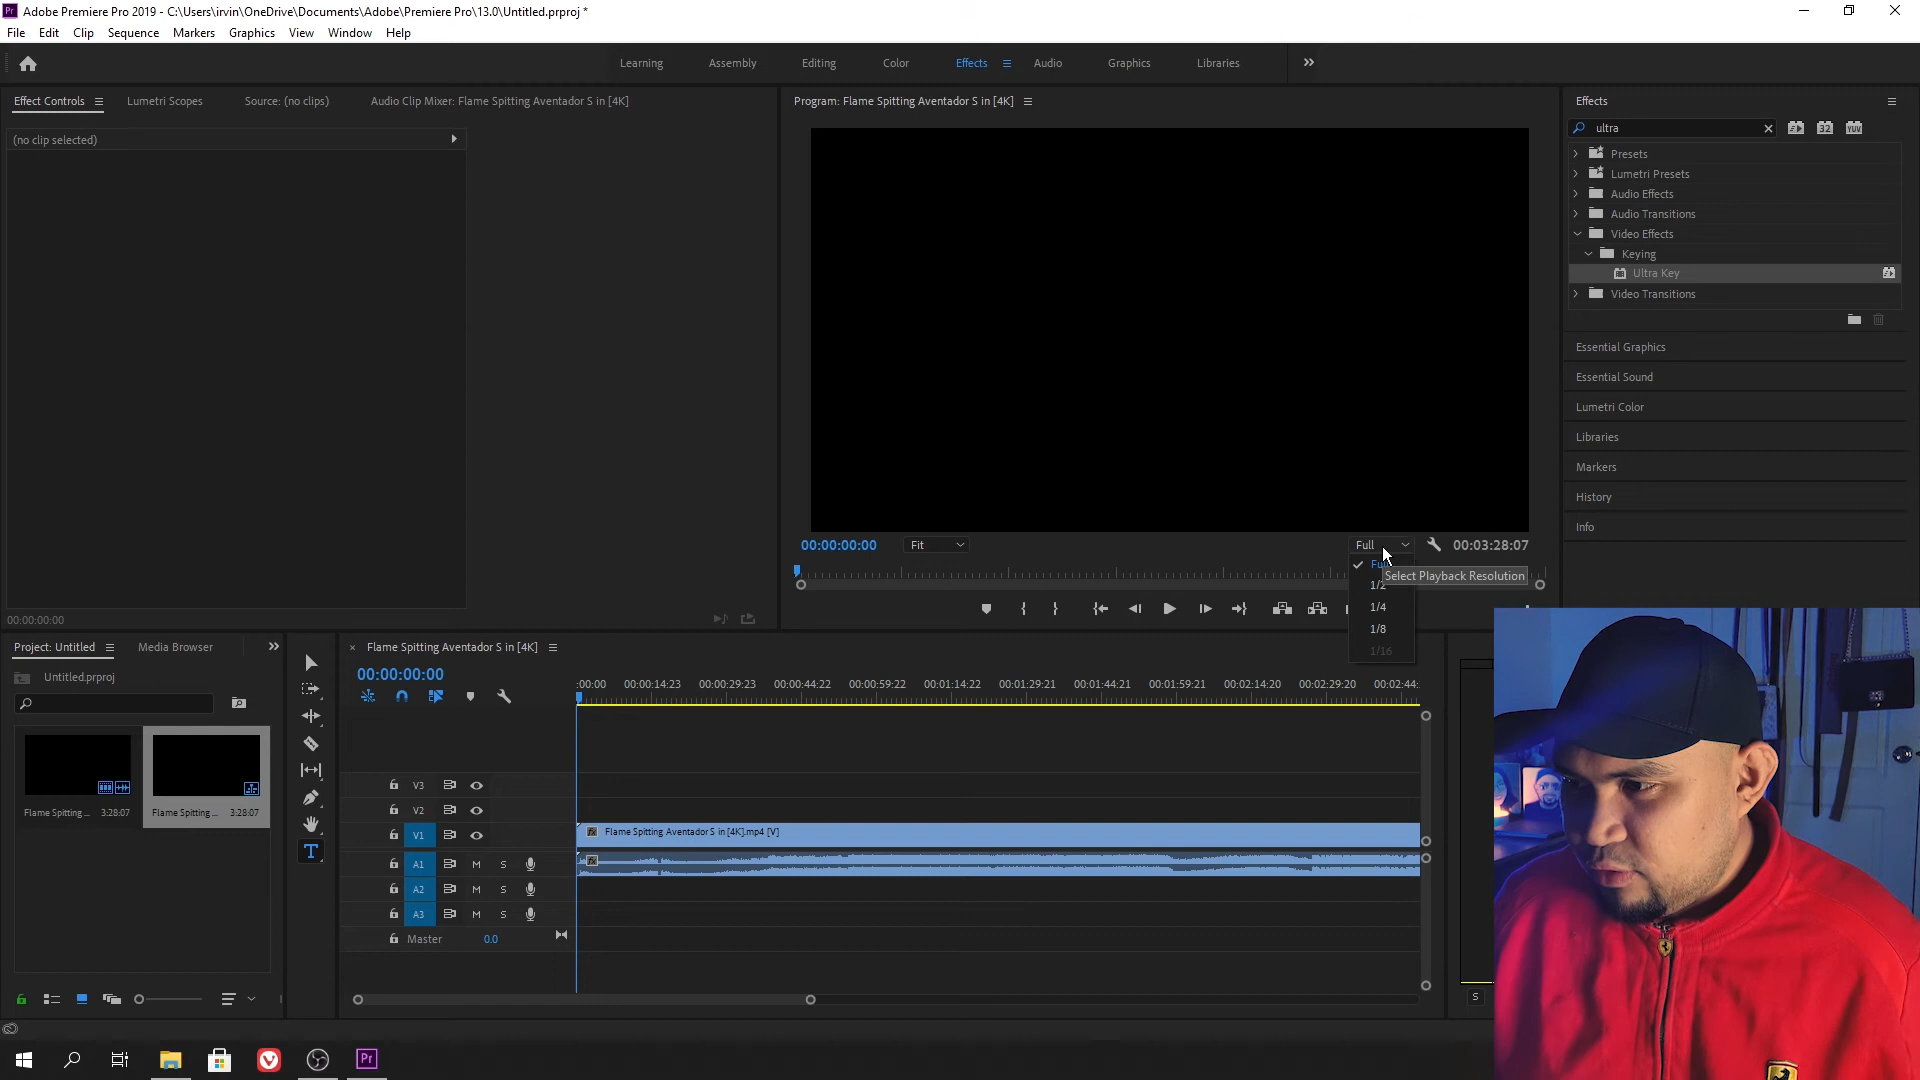 Adobe Premiere Pro 2019 - C:\Users\irvin\OneDrive\Documents\Adobe\Premiere Pro\13.0\Untitled.prproj *
File Edit Clip Sequence Markers Graphics View Window Help
Learning Assembly Editing Color Effects Audio Graphics Libraries
Effect Controls Lumetri Scopes Source: (no clips) Audio Clip Mixer: Flame Spitting Aventador S in [4K]
(no clip selected)
00:00:00:00
Program: Flame Spitting Aventador S in [4K]
00:00:00:00 Fit Full 00:03:28:07
Select Playback Resolution
1/2
1/4
1/8
1/16
Effects
ultra
32 YUV
Presets
Lumetri Presets
Audio Effects
Audio Transitions
Video Effects
Keying
Ultra Key
Video Transitions
Essential Graphics
Essential Sound
Lumetri Color
Libraries
Markers
History
Info
Project: Untitled Media Browser
Untitled.prproj
Flame Spitting ... 3:28:07 Flame Spitting ... 3:28:07
Flame Spitting Aventador S in [4K]
00:00:00:00
:00:00 00:00:14:23 00:00:29:23 00:00:44:22 00:00:59:22 00:01:14:22 00:01:29:21 00:01:44:21 00:01:59:21 00:02:14:20 00:02:29:20 00:02:44:
V3
V2
V1 Flame Spitting Aventador S in [4K].mp4 [V]
A1 M S
A2 M S
A3 M S
Master 0.0
S
T
Pr